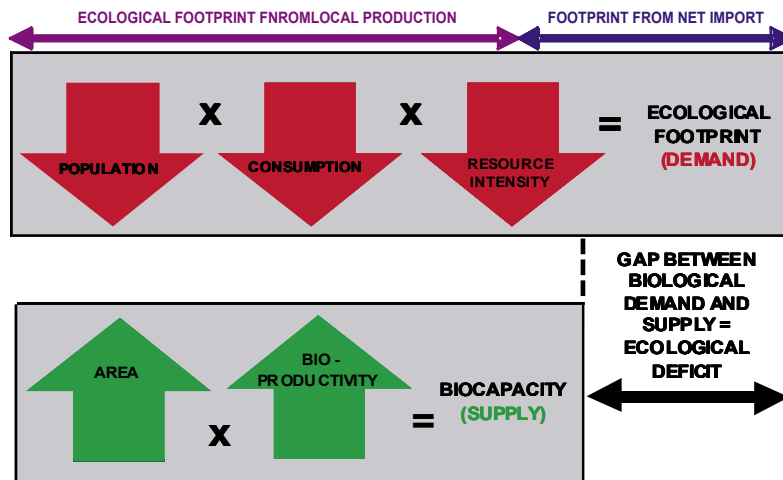 ECOLOGICAL FOOTPRINT FNROMLOCAL PRODUCTION
FOOTPRINT FROM NET IMPORT
POPULATION
X
CONSUMPTION
X
RESOURCE
INTENSITY
=
ECOLOGICAL
FOOTPRINT
(DEMAND)
GAP BETWEEN
BIOLOGICAL
DEMAND AND
SUPPLY =
ECOLOGICAL
DEFICIT
AREA
X
BIO -
PRODUCTIVITY
=
BIOCAPACITY
(SUPPLY)